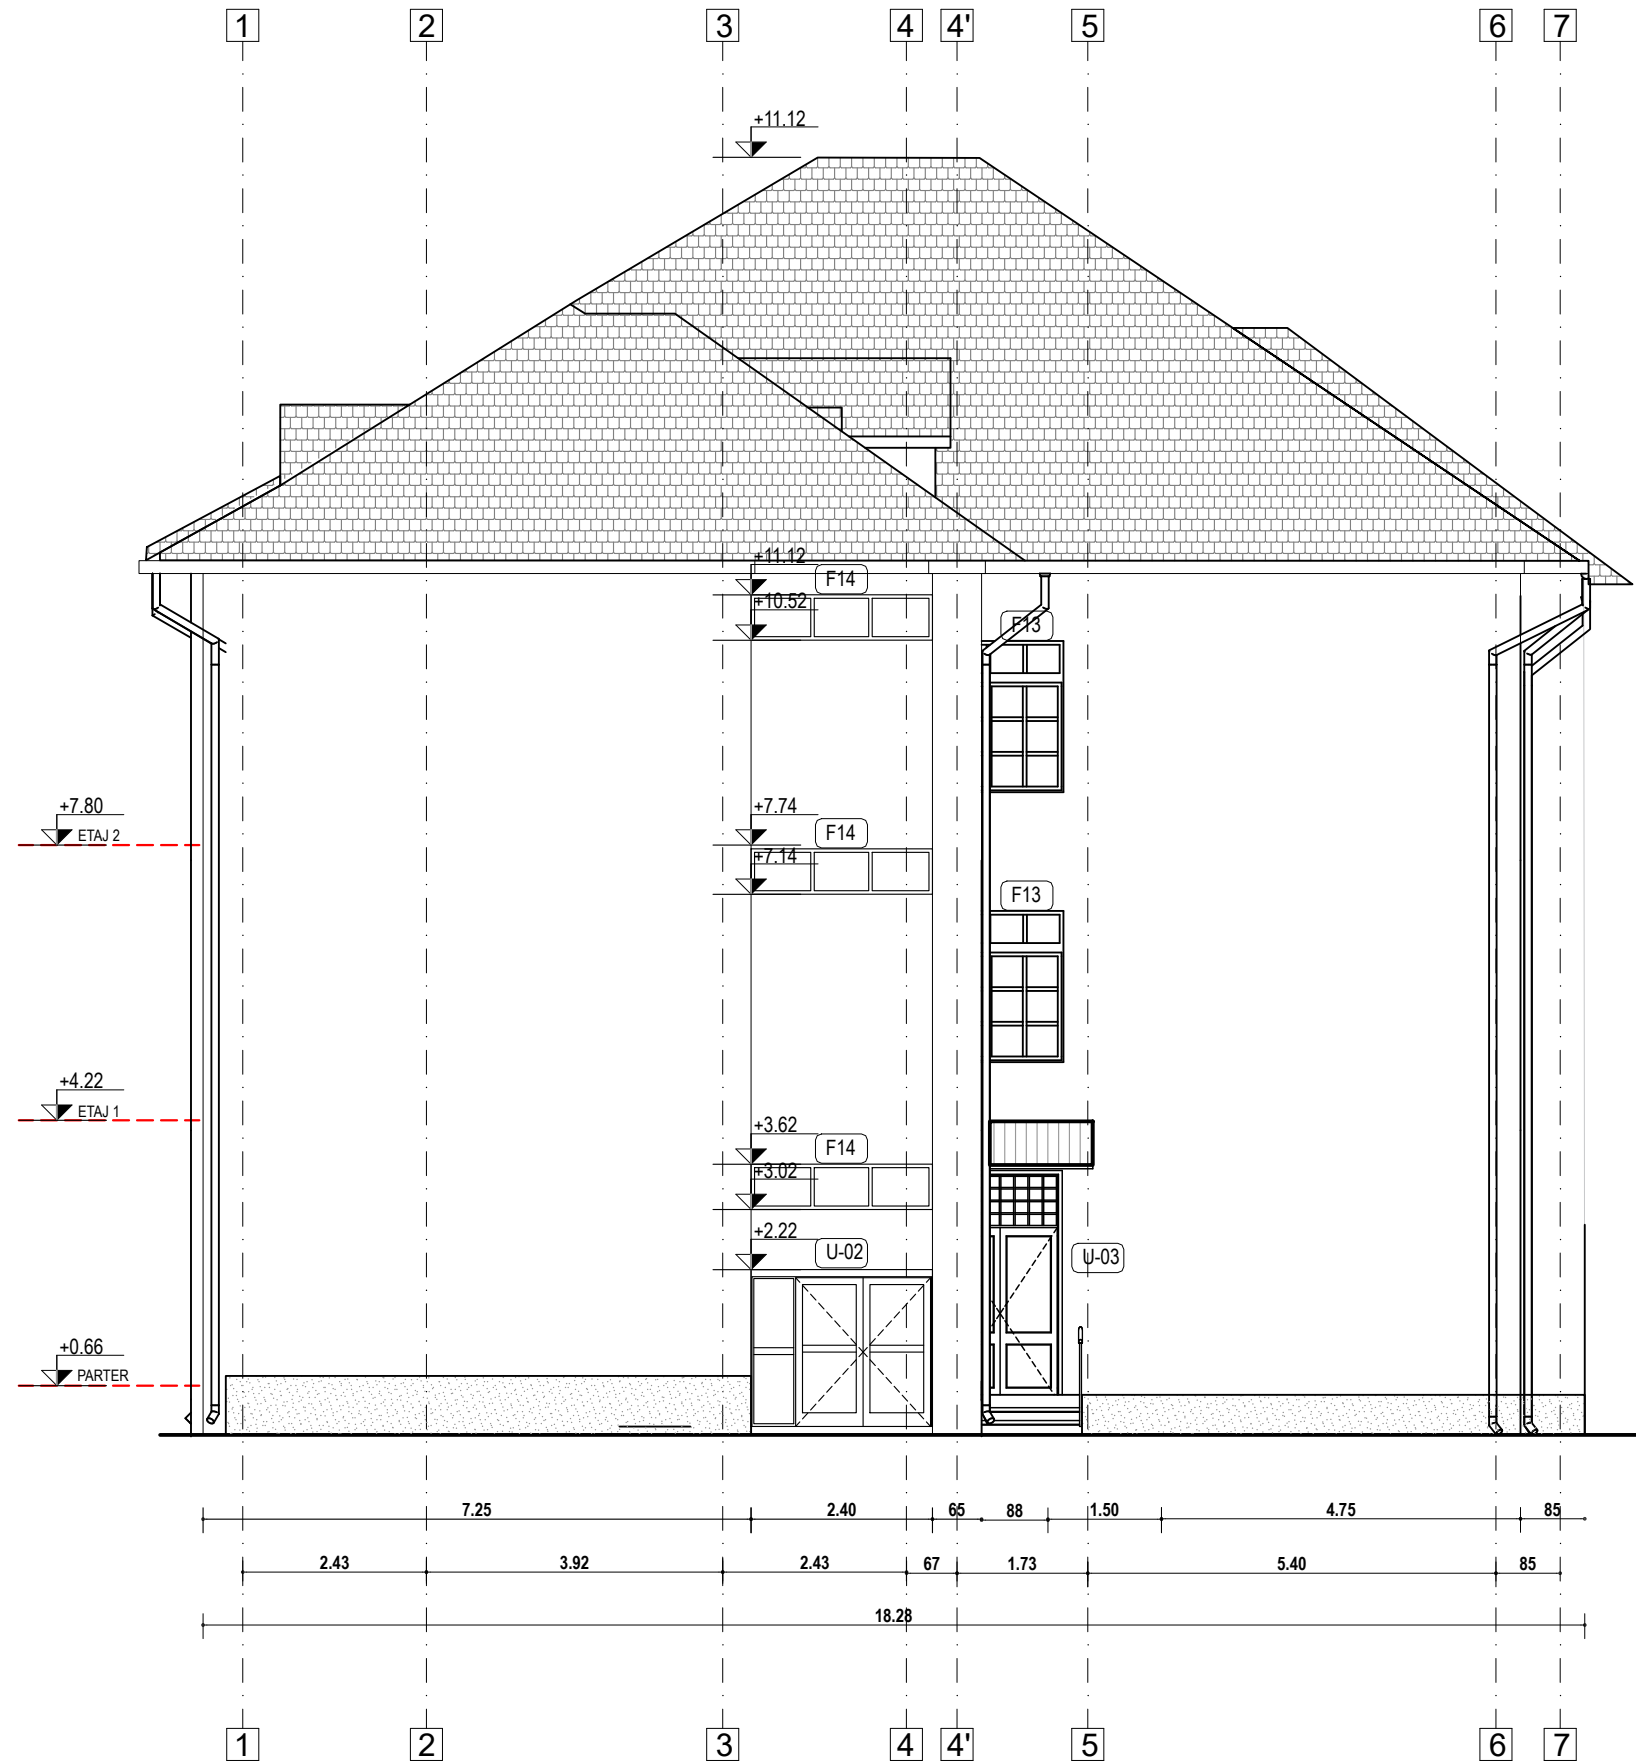 1 2 3 4 4' 5 6 7
+11.12
+11.12
F14
+10.52
F13
+7.80
ETAJ 2
+7.74
F14
+7.14
F13
+4.22
ETAJ 1
+3.62
F14
+3.02
+2.22
U-02
U-03
+0.66
PARTER
7.25 2.40 65 88 1.50 4.75 85
2.43 3.92 2.43 67 1.73 5.40 85
18.28
1 2 3 4 4' 5 6 7